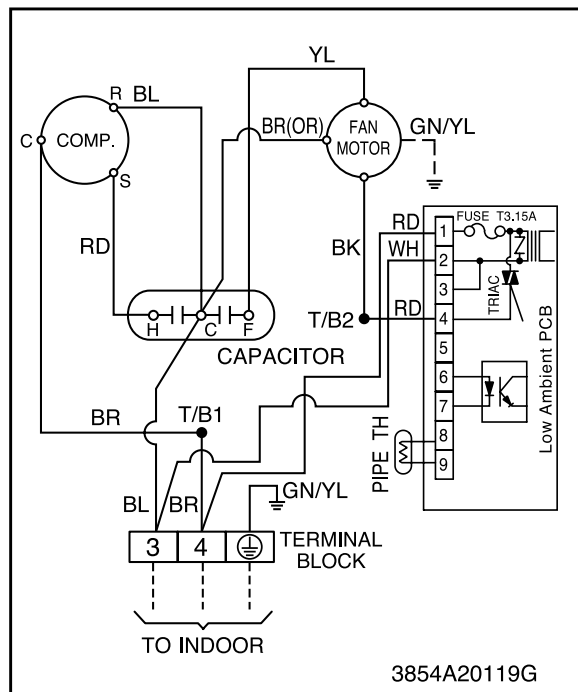 YL
R
BL
C
COMP.
BR(OR)
FAN
MOTOR
GN/YL
S
RD
RD
FUSE T3.15A
1
BK
WH
2
3
TRIAC
H
C
F
T/B2
RD
4
CAPACITOR
5
Low Ambient PCB
6
BR
T/B1
7
PIPE TH
8
9
BL
BR
GN/YL
3
4
TERMINAL
BLOCK
TO INDOOR
3854A20119G